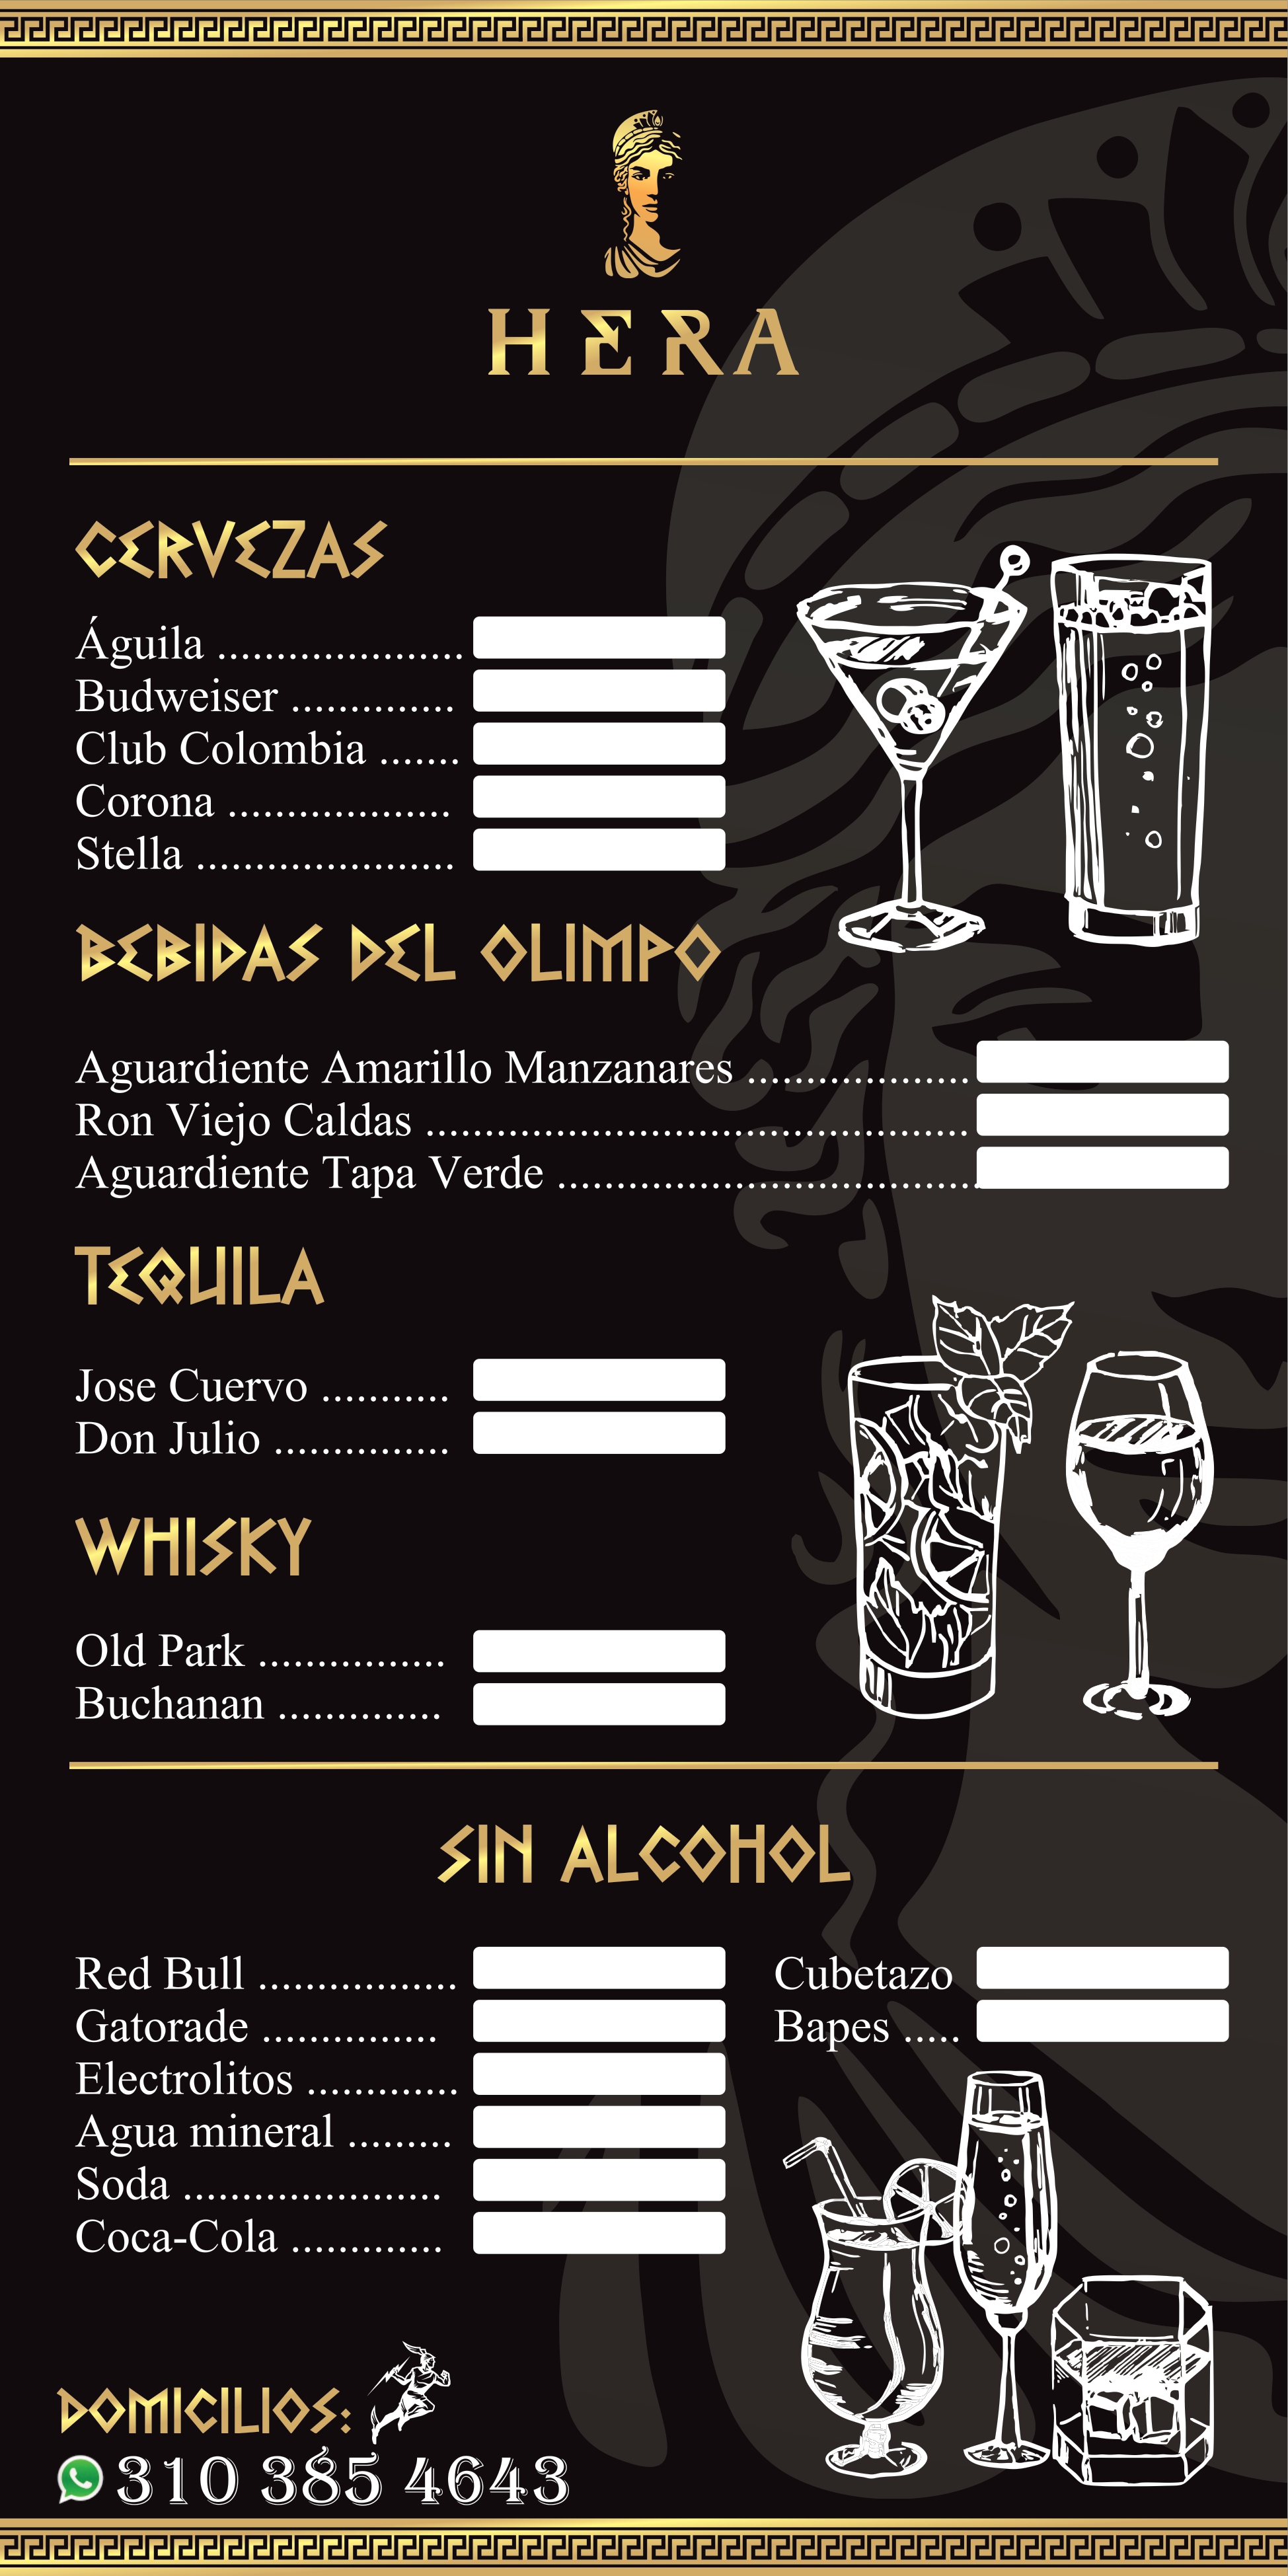 HERA
CERVEZAS
Águila .....................
Budweiser ..............
Club Colombia .......
Corona ...................
Stella ......................
BEBIDAS DEL OLIMPO
Aguardiente Amarillo Manzanares ...................
Ron Viejo Caldas ..............................................
Aguardiente Tapa Verde ....................................
TEQUILA
Jose Cuervo ...........
Don Julio ...............
WHISKY
Old Park ................
Buchanan ..............
SIN ALCOHOL
Red Bull .................
Gatorade ...............
Electrolitos .............
Agua mineral .........
Soda ......................
Coca-Cola .............
Cubetazo
Bapes .....
DOMICILIOS:
310 385 4643